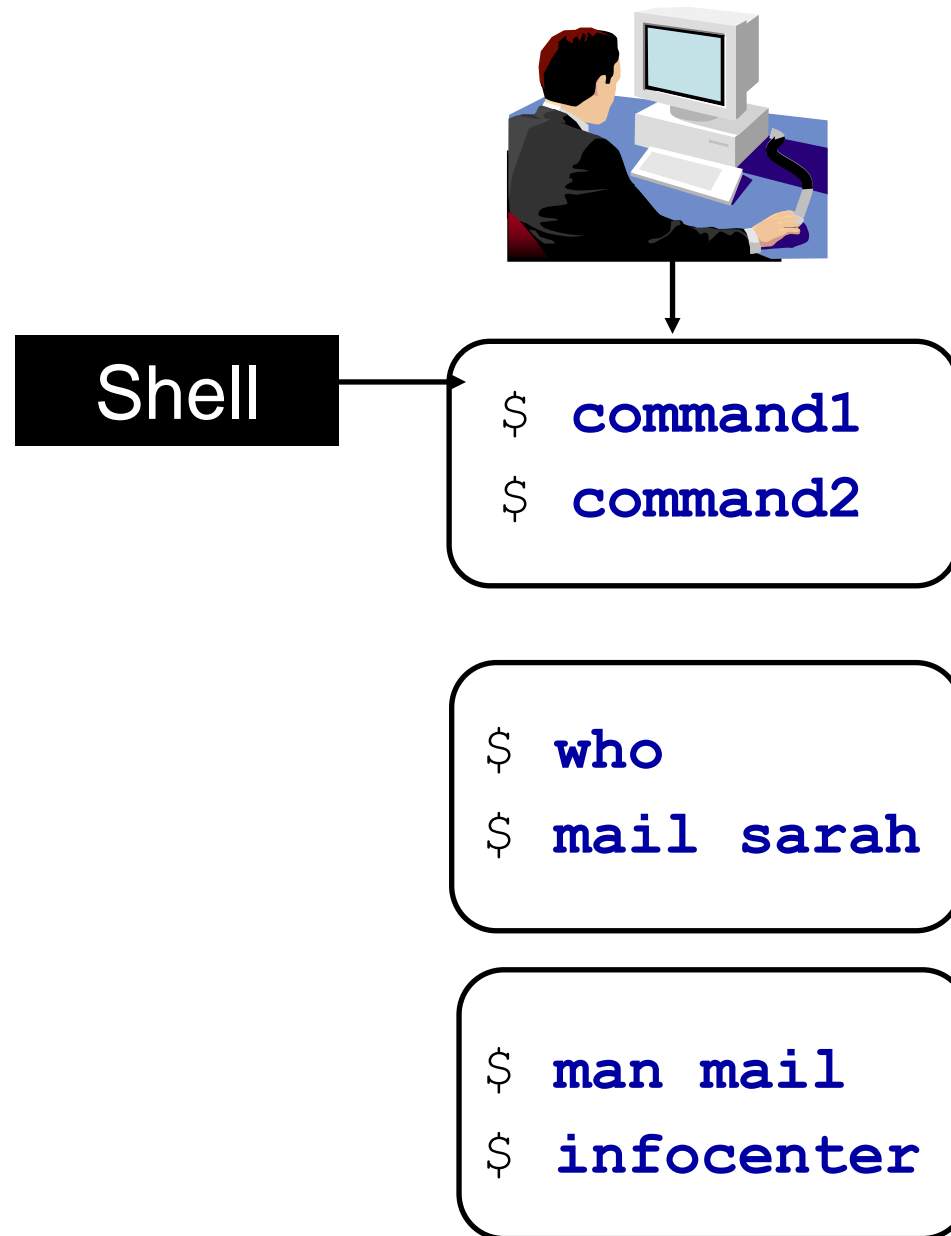 Shell
$ command1
$ command2
$ who
$ mail sarah
$ man mail
$ infocenter